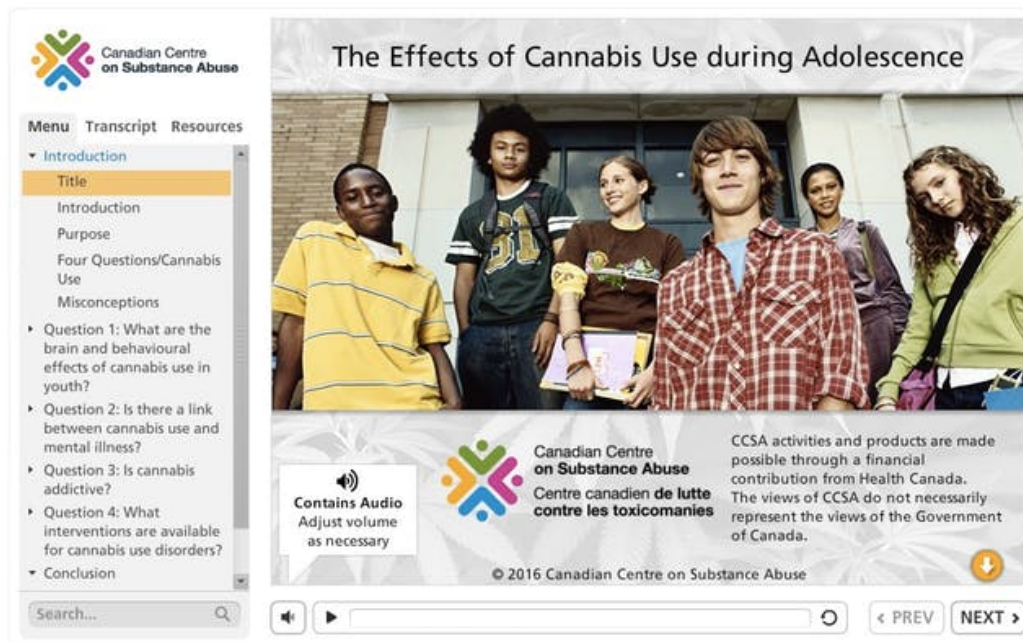 Canadian Centre
on Substance Abuse
The Effects of Cannabis Use during Adolescence
Menu Transcript Resources
Introduction
Title
Introduction
Purpose
Four Questions/Cannabis
Use
Misconceptions
Question 1: What are the
brain and behavioural
effects of cannabis use in
youth?
Question 2: Is there a link
between cannabis use and
mental illness?
Question 3: Is cannabis
addictive?
Question 4: What
interventions are available
for cannabis use disorders?
Conclusion
Search...
31
Contains Audio
Adjust volume
as necessary
Canadian Centre
on Substance Abuse
Centre canadien de lutte
contre les toxicomanies
CCSA activities and products are made
possible through a financial
contribution from Health Canada.
The views of CCSA do not necessarily
represent the views of the Government
of Canada.
© 2016 Canadian Centre on Substance Abuse
< PREV
NEXT >